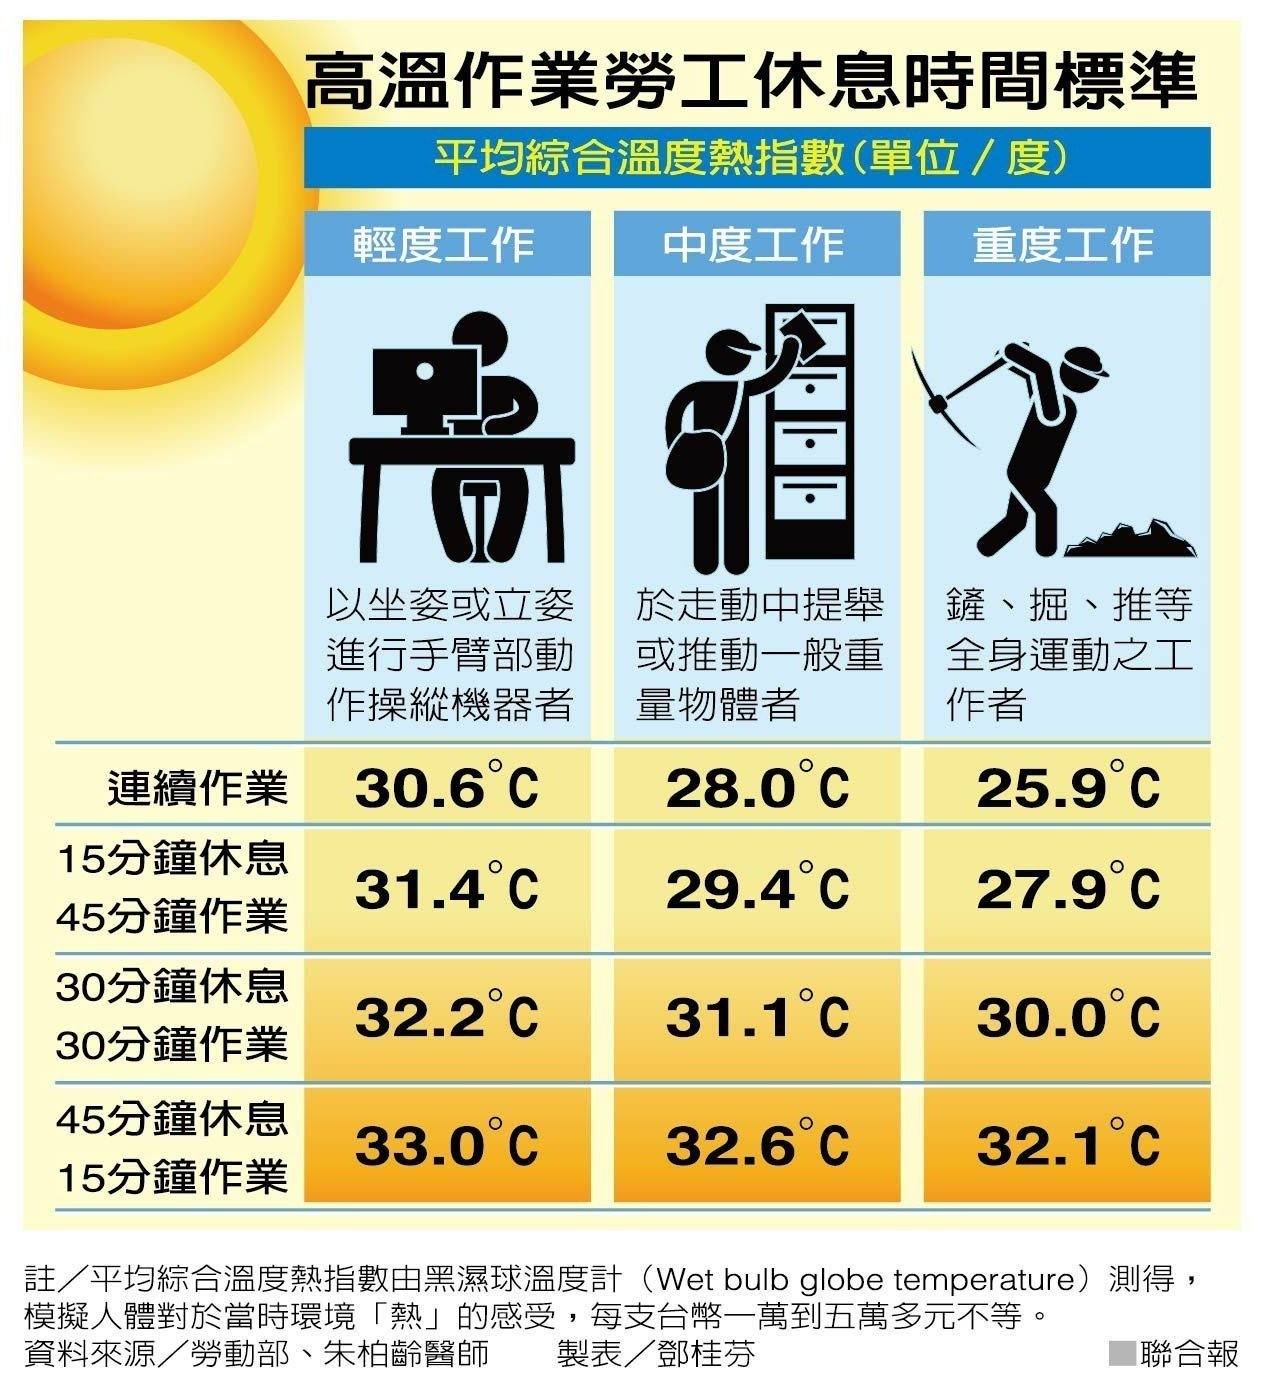 高溫作業勞工休息時間標準
平均綜合溫度熱指數(單位／度)
輕度工作
以坐姿或立姿
進行手臂部動
作操縱機器者
中度工作
於走動中提舉
或推動一般重
量物體者
重度工作
鏟、掘、推等
全身運動之工
作者
連續作業 30.6°C 28.0°C 25.9°C
15分鐘休息
45分鐘作業
31.4°C 29.4°C 27.9°C
30分鐘休息
30分鐘作業
32.2°C 31.1°C 30.0°C
45分鐘休息
15分鐘作業
33.0°C 32.6°C 32.1°C
註／平均綜合溫度熱指數由黑濕球溫度計（Wet bulb globe temperature）測得，
模擬人體對於當時環境「熱」的感受，每支台幣一萬到五萬多元不等。
資料來源／勞動部、朱柏齡醫師 製表／鄧桂芬 ■聯合報